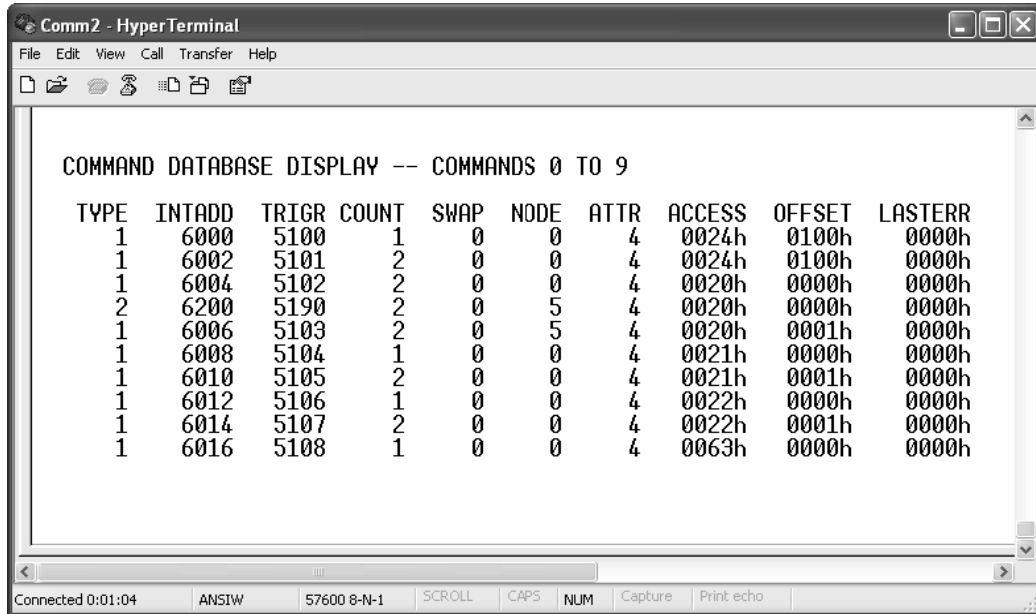 Comm2 - HyperTerminal
File Edit View Call Transfer Help
COMMAND DATABASE DISPLAY -- COMMANDS 0 TO 9
TYPE INTADD TRIGR COUNT SWAP NODE ATTR ACCESS OFFSET LASTERR
1 6000 5100 1 0 0 4 0024h 0100h 0000h
1 6002 5101 2 0 0 4 0024h 0100h 0000h
1 6004 5102 2 0 0 4 0020h 0000h 0000h
2 6200 5190 2 0 5 4 0020h 0000h 0000h
1 6006 5103 2 0 5 4 0020h 0001h 0000h
1 6008 5104 1 0 0 4 0021h 0000h 0000h
1 6010 5105 2 0 0 4 0021h 0001h 0000h
1 6012 5106 1 0 0 4 0022h 0000h 0000h
1 6014 5107 2 0 0 4 0022h 0001h 0000h
1 6016 5108 1 0 0 4 0063h 0000h 0000h
Connected 0:01:04 ANSIW 57600 8-N-1 SCROLL CAPS NUM Capture Print echo